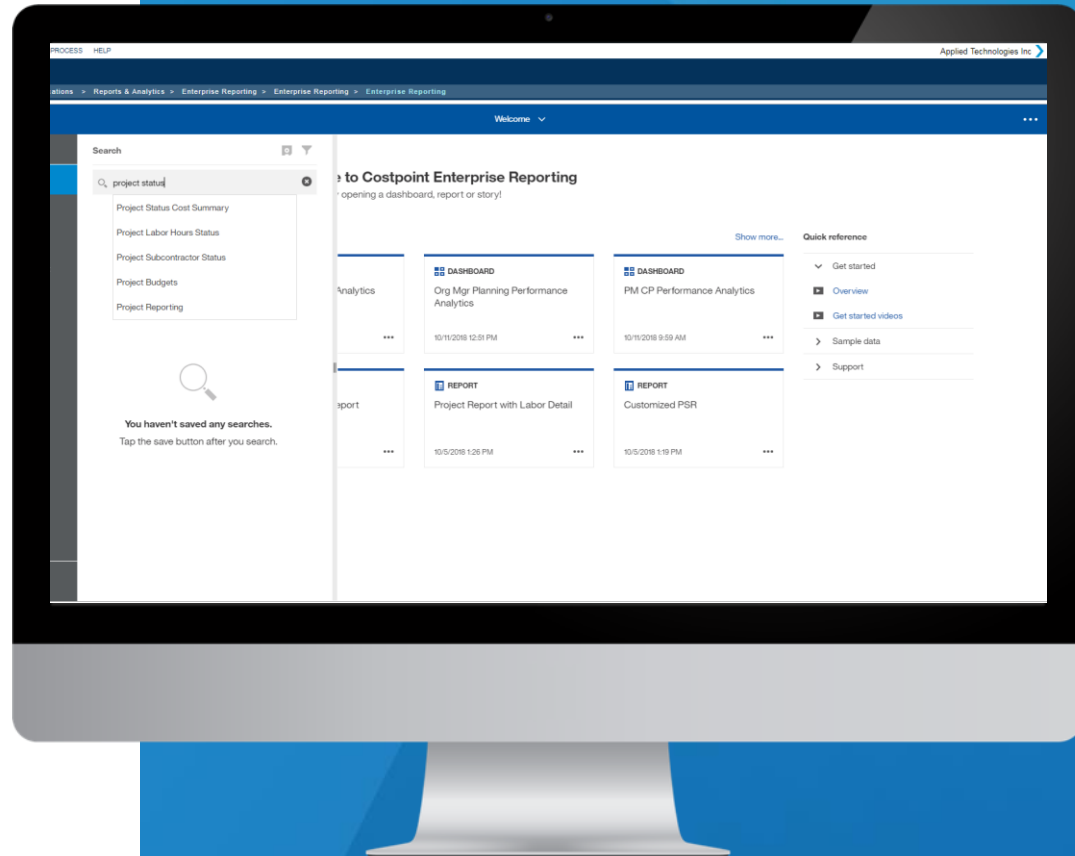 PROCESS HELP
Applied Technologies Inc
ations > Reports & Analytics > Enterprise Reporting > Enterprise Reporting > Enterprise Reporting
Welcome
Search
project status
Project Status Cost Summary
Project Labor Hours Status
Project Subcontractor Status
Project Budgets
Project Reporting
You haven't saved any searches.
Tap the save button after you search.
to Costpoint Enterprise Reporting
opening a dashboard, report or story!
Show more...
Analytics
DASHBOARD
Org Mgr Planning Performance
Analytics
10/11/2018 12:51 PM
DASHBOARD
PM CP Performance Analytics
10/11/2018 9:59 AM
eport
REPORT
Project Report with Labor Detail
10/5/2018 1:26 PM
REPORT
Customized PSR
10/5/2018 1:19 PM
Quick reference
Get started
Overview
Get started videos
Sample data
Support